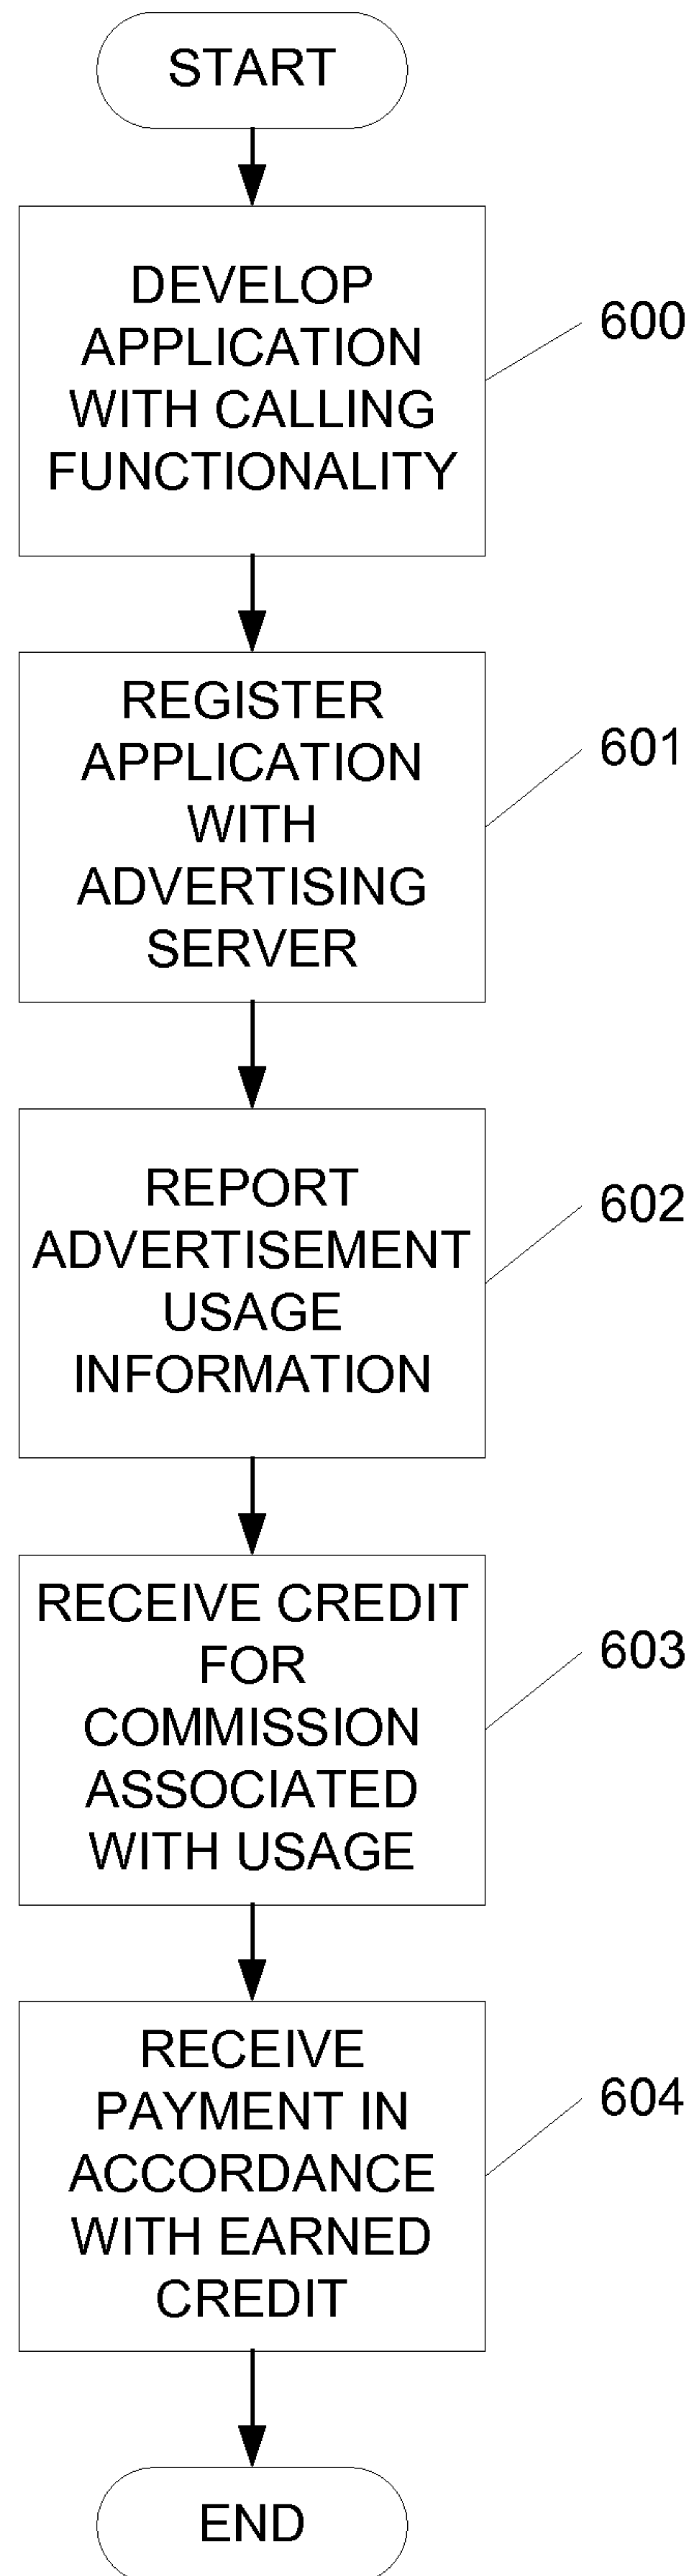 START
DEVELOP
APPLICATION
WITH CALLING
FUNCTIONALITY
600
REGISTER
APPLICATION
WITH
ADVERTISING
SERVER
601
REPORT
ADVERTISEMENT
USAGE
INFORMATION
602
RECEIVE CREDIT
FOR
COMMISSION
ASSOCIATED
WITH USAGE
603
RECEIVE
PAYMENT IN
ACCORDANCE
WITH EARNED
CREDIT
604
END